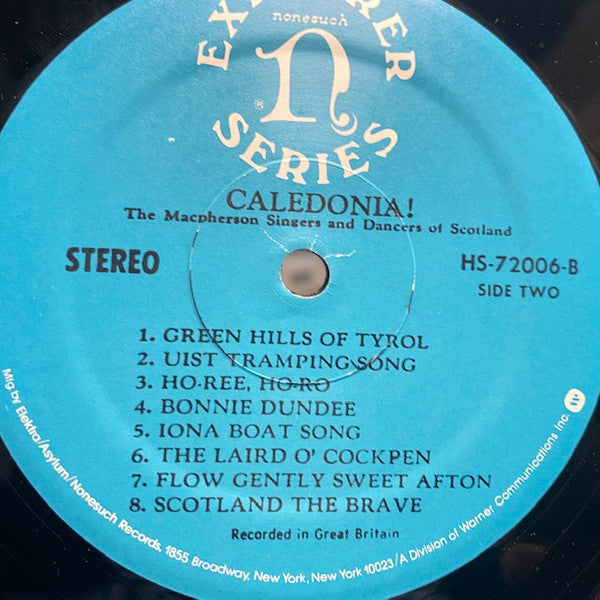 EXPLORER
nonesuch
n
®
SERIES
CALEDONIA!
The Macpherson Singers and Dancers of Scotland
STEREO
HS-72006-B
SIDE TWO
1. GREEN HILLS OF TYROL
2. UIST TRAMPING SONG
3. HO-REE, HO-RO
4. BONNIE DUNDEE
5. IONA BOAT SONG
6. THE LAIRD O' COCKPEN
7. FLOW GENTLY SWEET AFTON
8. SCOTLAND THE BRAVE
Recorded in Great Britain
Mfg. by Elektra/Asylum/Nonesuch Records, 1855 Broadway, New York, New York 10023/A Division of Warner Communications Inc.